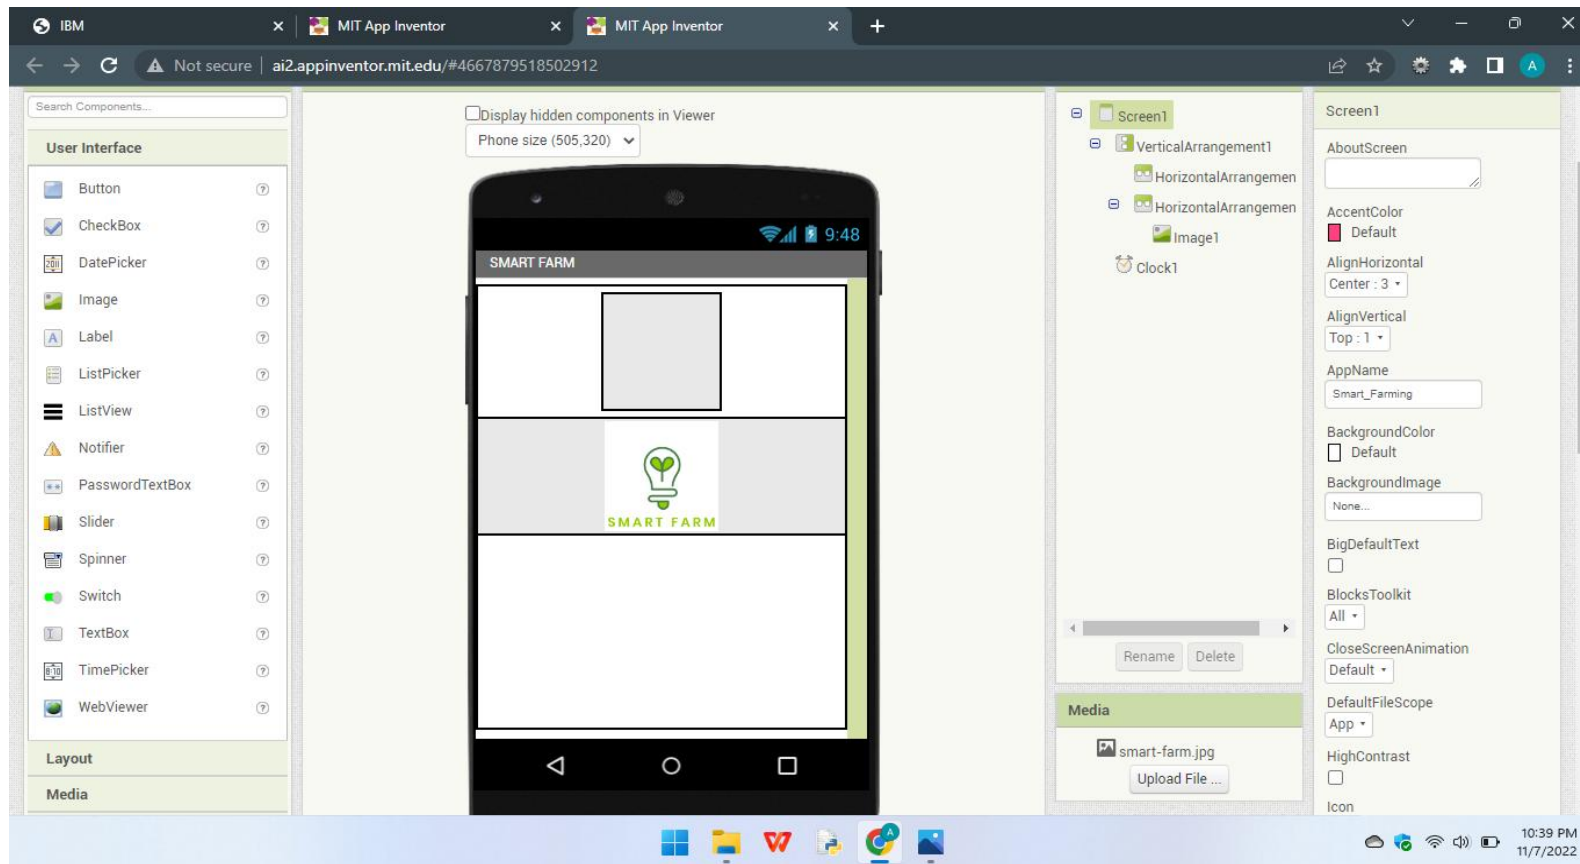 IBM
MIT App Inventor
MIT App Inventor
Not secure
ai2.appinventor.mit.edu/#4667879518502912
A
Search Components...
User Interface
Button
CheckBox
DatePicker
Image
Label
ListPicker
ListView
Notifier
PasswordTextBox
Slider
Spinner
Switch
TextBox
TimePicker
WebViewer
Layout
Media
Display hidden components in Viewer
Phone size (505,320)
9:48
SMART FARM
SMART FARM
Screen1
VerticalArrangement1
HorizontalArrangemen
HorizontalArrangemen
Image1
Clock1
Rename Delete
Media
smart-farm.jpg
Upload File ...
Screen1
AboutScreen
AccentColor
Default
AlignHorizontal
Center : 3
AlignVertical
Top : 1
AppName
Smart_Farming
BackgroundColor
Default
BackgroundImage
None...
BigDefaultText
BlocksToolkit
All
CloseScreenAnimation
Default
DefaultFileScope
App
HighContrast
Icon
10:39 PM
11/7/2022